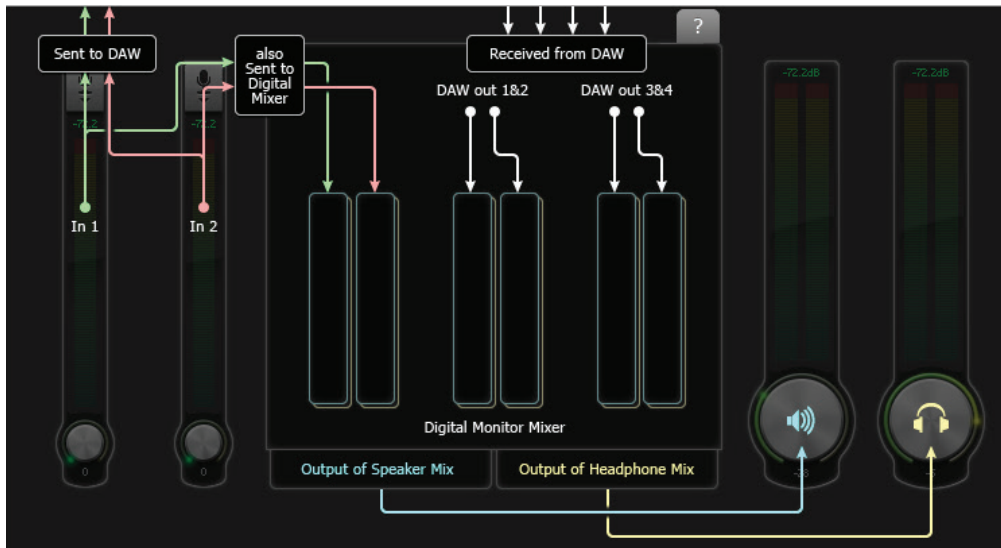 Sent to DAW
also
Sent to
Digital
Mixer
Received from DAW
?
DAW out 1&2
DAW out 3&4
-72.2dB
-72.2dB
-72.2
-72.2
In 1
In 2
Digital Monitor Mixer
Output of Speaker Mix
Output of Headphone Mix
0
0